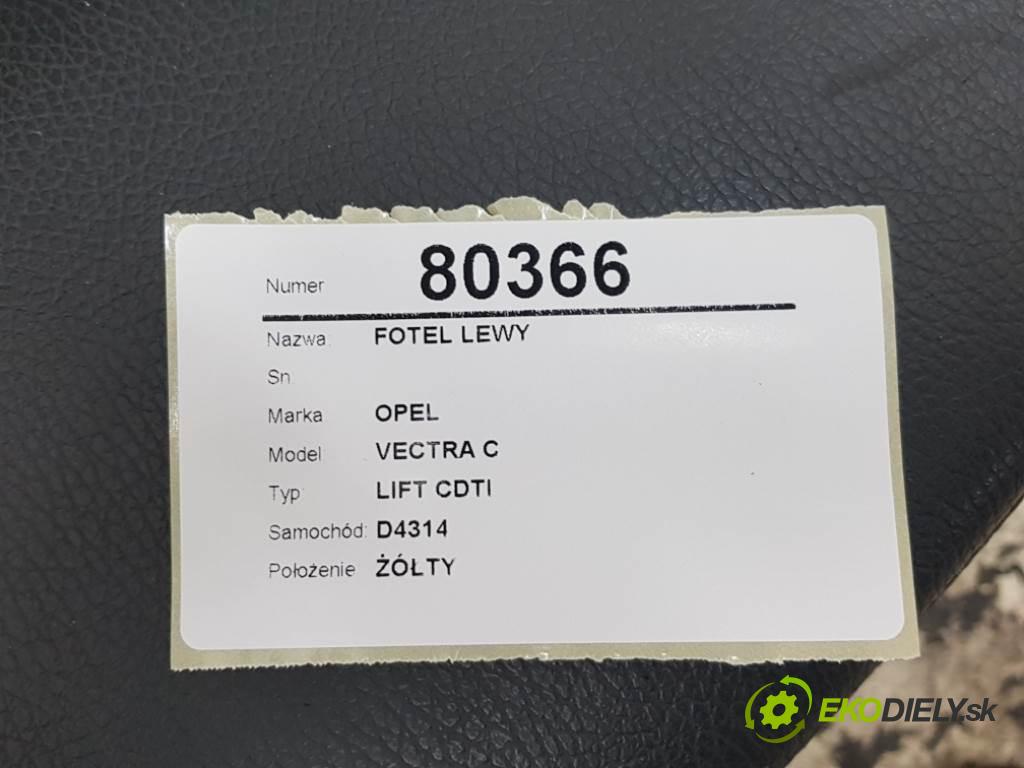 Numer 80366
Nazwa: FOTEL LEWY
Sn
Marka OPEL
Model VECTRA C
Typ: LIFT CDTI
Samochód: D4314
Położenie ŻÓŁTY
EKODIELY.sk